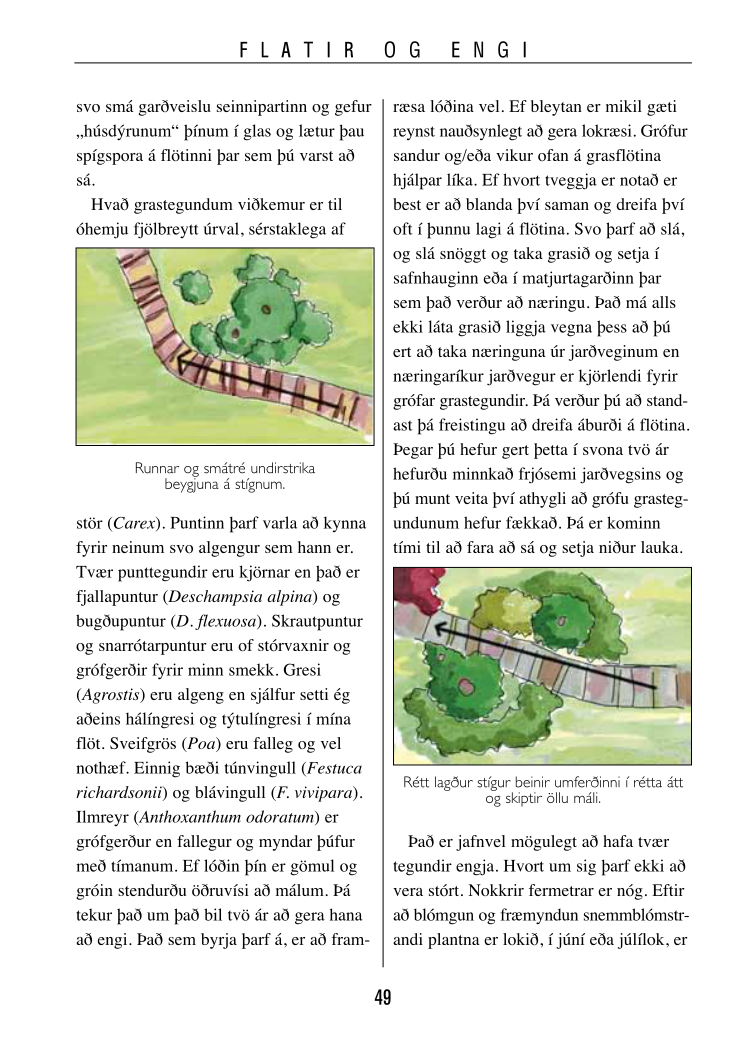 FLATIR OG ENGI
svo smá garðveislu seinnipartinn og gefur
„húsdýrunum“ þínum í glas og lætur þau
spígspora á flötinni þar sem þú varst að
sá.
Hvað grastegundum viðkemur er til
óhemju fjölbreytt úrval, sérstaklega af
Runnar og smátré undirstrika
beygjuna á stígnum.
stör (Carex). Puntinn þarf varla að kynna
fyrir neinum svo algengur sem hann er.
Tvær punttegundir eru kjörnar en það er
fjallapuntur (Deschampsia alpina) og
bugðupuntur (D. flexuosa). Skrautpuntur
og snarrótarpuntur eru of stórvaxnir og
grófgerðir fyrir minn smekk. Gresi
(Agrostis) eru algeng en sjálfur setti ég
aðeins hálíngresi og týtulíngresi í mína
flöt. Sveifgrös (Poa) eru falleg og vel
nothæf. Einnig bæði túnvingull (Festuca
richardsonii) og blávingull (F. vivipara).
Ilmreyr (Anthoxanthum odoratum) er
grófgerður en fallegur og myndar þúfur
með tímanum. Ef lóðin þín er gömul og
gróin stendurðu öðruvísi að málum. Þá
tekur það um það bil tvö ár að gera hana
að engi. Það sem byrja þarf á, er að fram-
ræsa lóðina vel. Ef bleytan er mikil gæti
reynst nauðsynlegt að gera lokræsi. Grófur
sandur og/eða vikur ofan á grasflötina
hjálpar líka. Ef hvort tveggja er notað er
best er að blanda því saman og dreifa því
oft í þunnu lagi á flötina. Svo þarf að slá,
og slá snöggt og taka grasið og setja í
safnhauginn eða í matjurtagarðinn þar
sem það verður að næringu. Það má alls
ekki láta grasið liggja vegna þess að þú
ert að taka næringuna úr jarðveginum en
næringaríkur jarðvegur er kjörlendi fyrir
grófar grastegundir. Þá verður þú að stand-
ast þá freistingu að dreifa áburði á flötina.
Þegar þú hefur gert þetta í svona tvö ár
hefurðu minnkað frjósemi jarðvegsins og
þú munt veita því athygli að grófu grasteg-
undunum hefur fækkað. Þá er kominn
tími til að fara að sá og setja niður lauka.
Rétt lagður stígur beinir umferðinni í rétta átt
og skiptir öllu máli.
Það er jafnvel mögulegt að hafa tvær
tegundir engja. Hvort um sig þarf ekki að
vera stórt. Nokkrir fermetrar er nóg. Eftir
að blómgun og fræmyndun snemmblómstr-
andi plantna er lokið, í júní eða júlílok, er
49